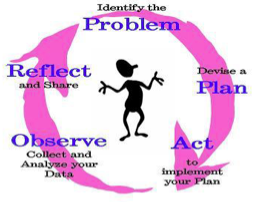 Identify the
Problem
Devise a
Plan
Act
to
implement
your Plan
Observe
Collect and
Analyze your
Data
Reflect
and Share